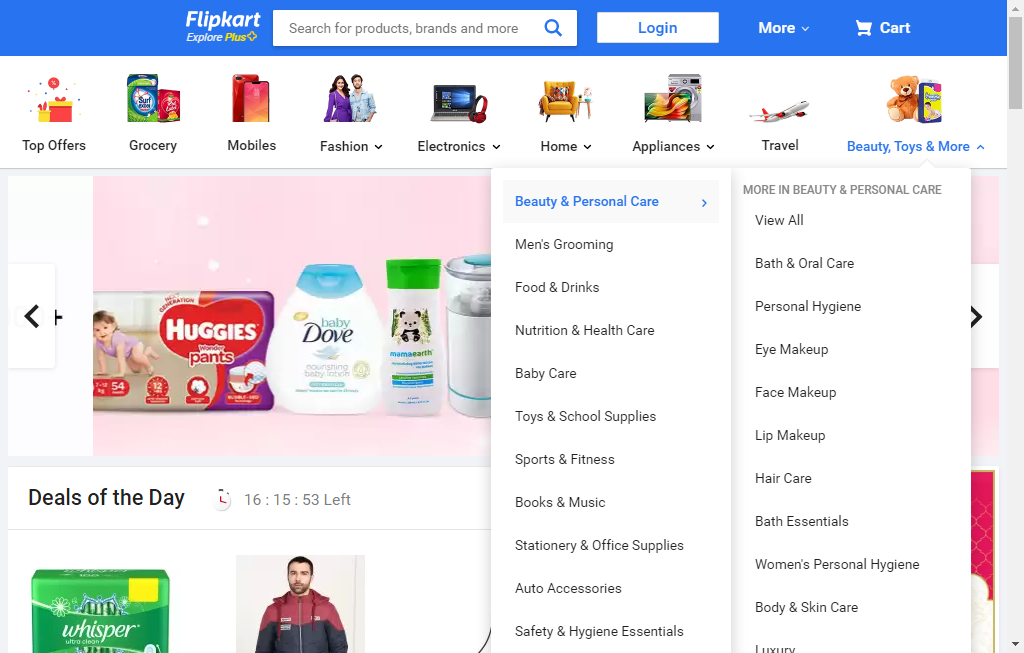 Flipkart
Explore Plus
Search for products, brands and more
Login
More
Cart
Top Offers
Grocery
Mobiles
Fashion
Electronics
Home
Appliances
Travel
Beauty, Toys & More
Surf excel
Beauty & Personal Care
Men's Grooming
Food & Drinks
Nutrition & Health Care
Baby Care
Toys & School Supplies
Sports & Fitness
Books & Music
Stationery & Office Supplies
Auto Accessories
Safety & Hygiene Essentials
MORE IN BEAUTY & PERSONAL CARE
View All
Bath & Oral Care
Personal Hygiene
Eye Makeup
Face Makeup
Lip Makeup
Hair Care
Bath Essentials
Women's Personal Hygiene
Body & Skin Care
Luxury
NEW GENERATION
HUGGIES
Wonder
pants
7-12
54
12
baby
Dove
nourishing
baby lotion
mamaearth
Deals of the Day
16 : 15 : 53 Left
whisper
ultra clean